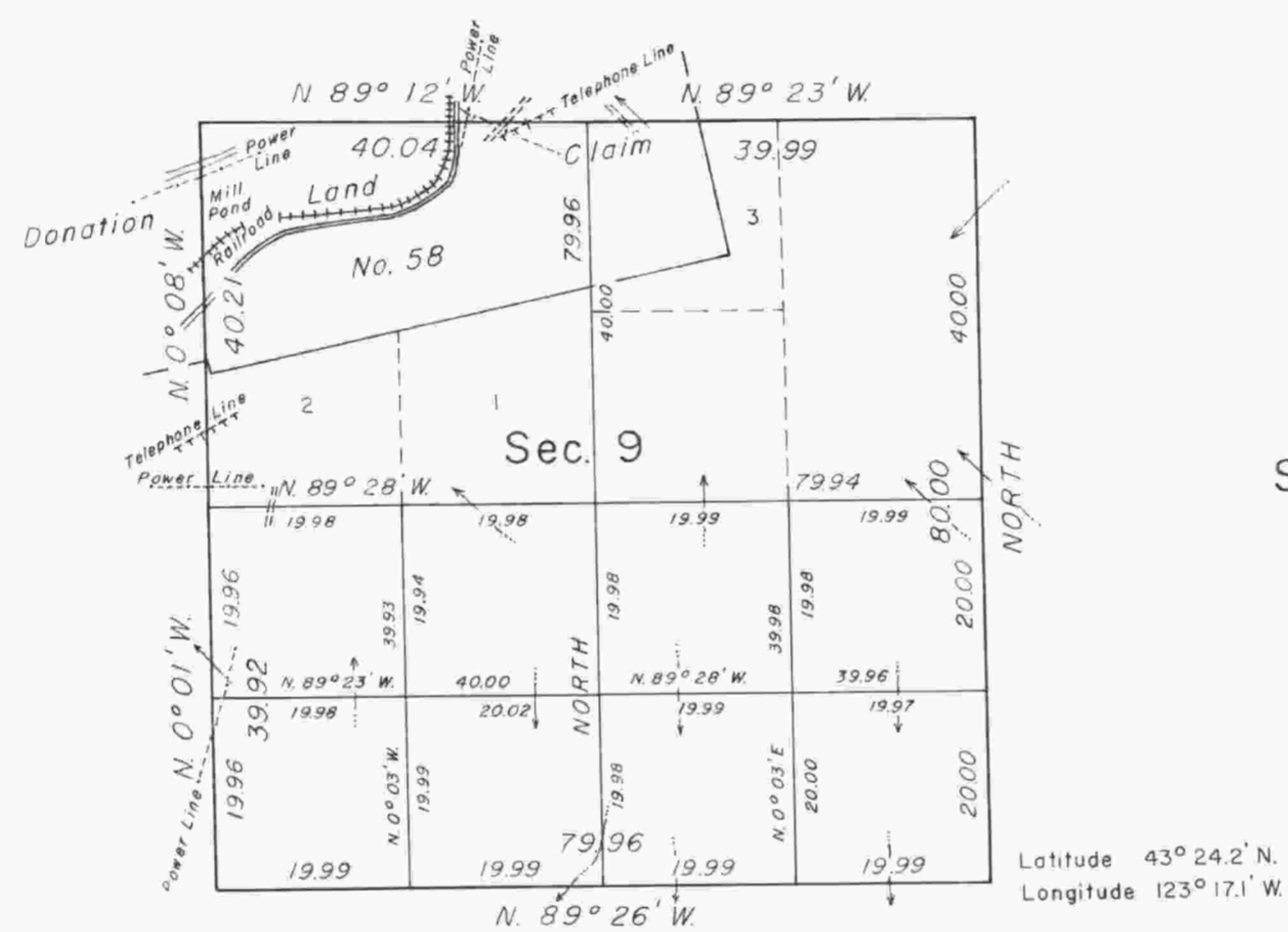 Power Line
N. 89° 12' W.
Telephone Line
N. 89° 23' W.
Power Line
40.04
Claim
39.99
Mill Pond
Land
Donation
Railroad
3
No. 58
79.96
N. 0° 08' W.
40.21
40.00
40.00
2
1
Telephone Line
Sec. 9
Power Line
N. 89° 28' W.
79.94
80.00
NORTH
19.98
19.98
19.99
19.99
19.96
39.93
19.94
19.98
39.98
19.98
20.00
N. 0° 01' W.
39.92
N. 89° 23' W.
40.00
NORTH
N. 89° 28' W.
39.96
19.98
20.02
19.99
19.97
19.96
N. 0° 03' W.
19.99
19.98
N. 0° 03' E
20.00
20.00
Power Line
79.96
19.99
19.99
19.99
19.99
N. 89° 26' W.
Latitude 43° 24.2' N.
Longitude 123° 17.1' W.